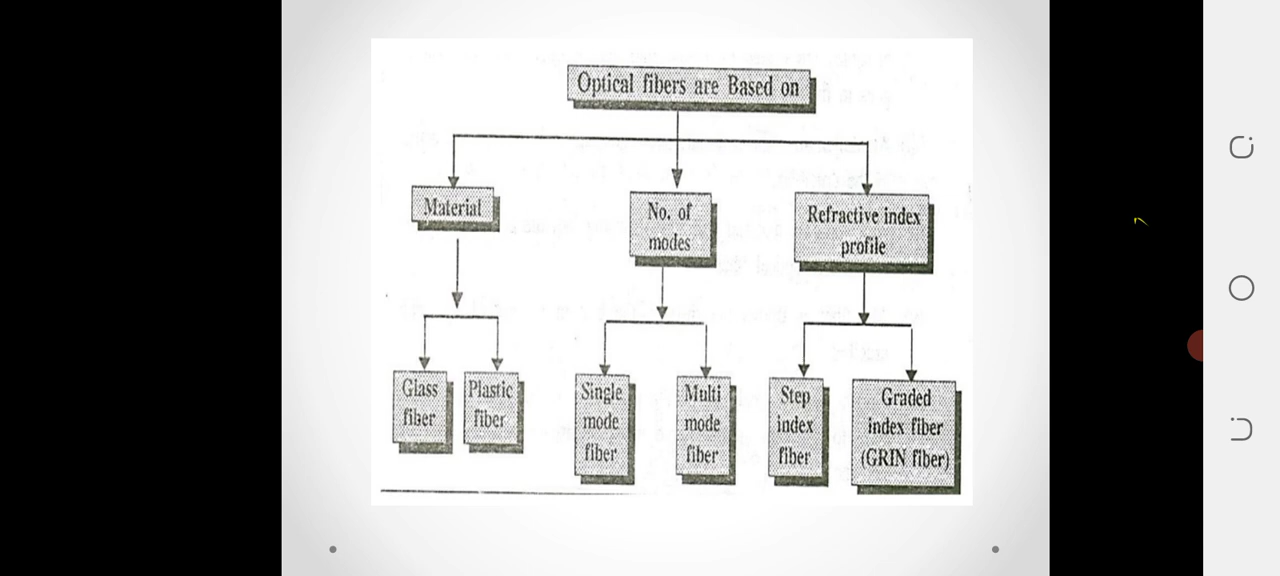 Optical fibers are Based on
Material
No. of
modes
Refractive index
profile
Glass
fiber
Plastic
fiber
Single
mode
fiber
Multi
mode
fiber
Step
index
fiber
Graded
index fiber
(GRIN fiber)